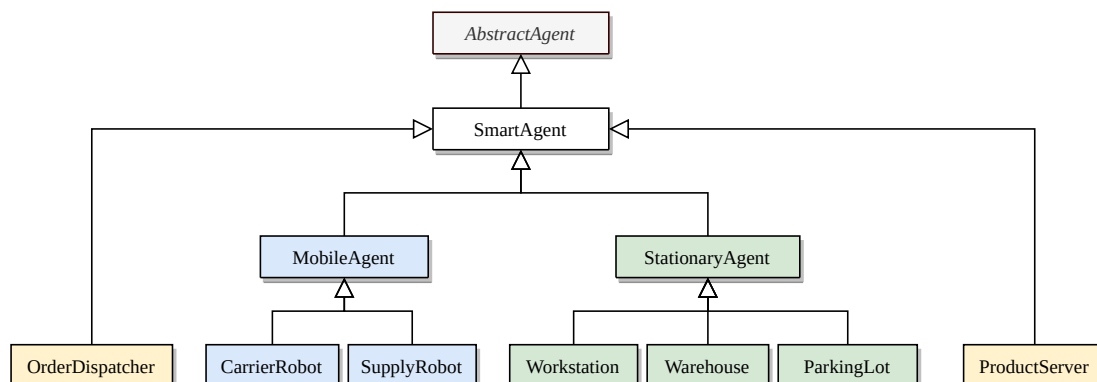 AbstractAgent
SmartAgent
MobileAgent
StationaryAgent
OrderDispatcher
CarrierRobot
SupplyRobot
Workstation
Warehouse
ParkingLot
ProductServer